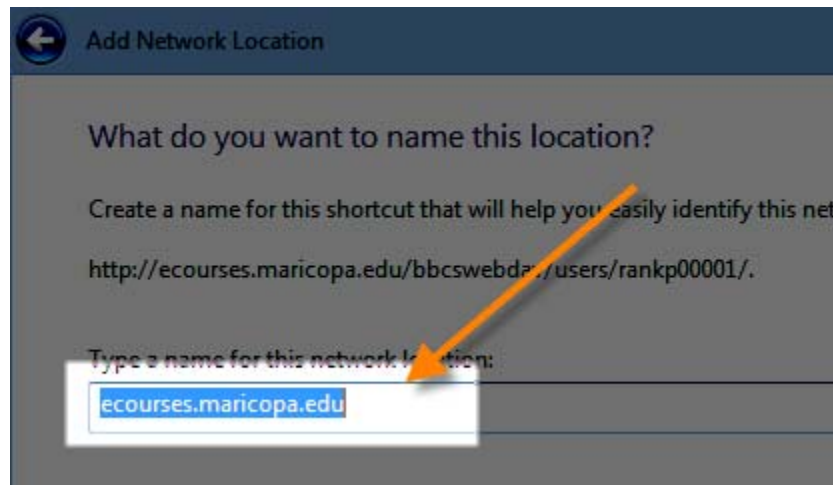 Add Network Location
What do you want to name this location?
Create a name for this shortcut that will help you easily identify this net
http://ecourses.maricopa.edu/bbcswebdav/users/rankp00001/.
Type a name for this network location:
ecourses.maricopa.edu